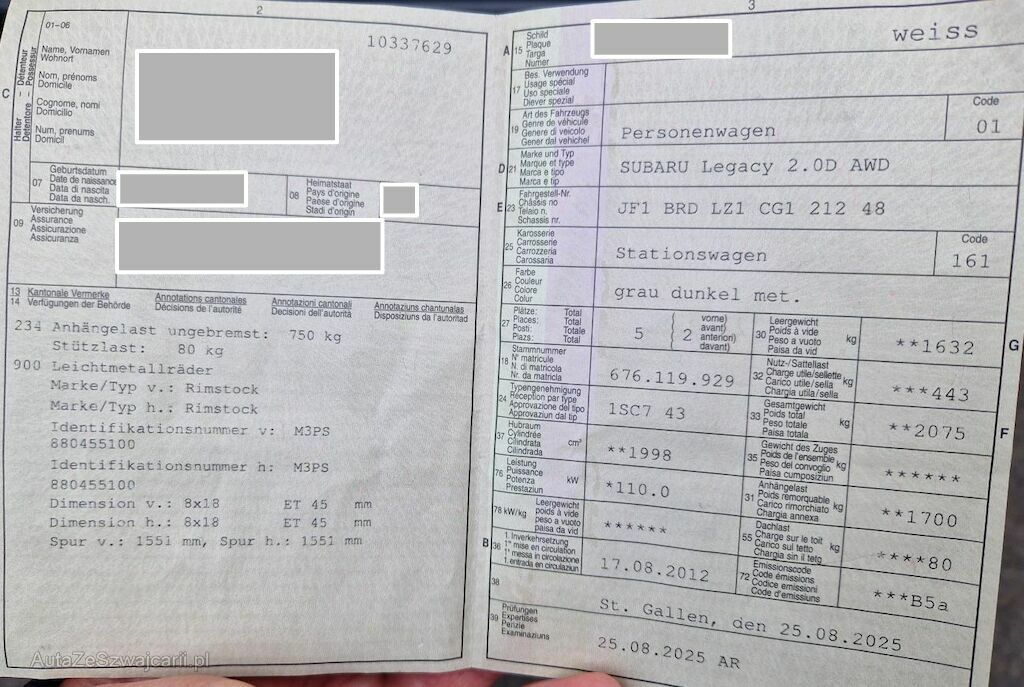 2
01-06
Halter - Détenteur
Detentore - Possessur
C
Name, Vornamen
Wohnort
Nom, prénoms
Domicile
Cognome, nomi
Domicilio
Num, prenums
Domicil
10337629
07
Geburtsdatum
Date de naissance
Data di nascita
Data da nasch.
08
Heimatstaat
Pays d'origine
Paese d'origine
Stadi d'origin
09
Versicherung
Assurance
Assicurazione
Assicuranza
13 Kantonale Vermerke Annotations cantonales Annotazioni cantonali Annotaziuns chantunalas
14 Verfügungen der Behörde Décisions de l'autorité Decisioni dell'autorità Disposiziuns da l'autoritad
234 Anhängelast ungebremst: 750 kg
Stützlast: 80 kg
900 Leichtmetallräder
Marke/Typ v.: Rimstock
Marke/Typ h.: Rimstock
Identifikationsnummer v: M3PS
880455100
Identifikationsnummer h: M3PS
880455100
Dimension v.: 8x18 ET 45 mm
Dimension h.: 8x18 ET 45 mm
Spur v.: 1551 mm, Spur h.: 1551 mm
AutaZeSzwajcarii.pl
3
A 15
Schild
Plaque
Targa
Numer
weiss
17
Bes. Verwendung
Usage spécial
Uso speciale
Diever spezial
19
Art des Fahrzeugs
Genre de véhicule
Genere di veicolo
Gener dal vehichel
Personenwagen
Code
01
D 21
Marke und Typ
Marque et type
Marca e tipo
Marca e tip
SUBARU Legacy 2.0D AWD
E 23
Fahrgestell-Nr.
Châssis no
Telaio n.
Schassis nr.
JF1 BRD LZ1 CG1 212 48
25
Karosserie
Carrosserie
Carrozzeria
Carossaria
Stationswagen
Code
161
26
Farbe
Couleur
Colore
Colur
grau dunkel met.
27
Plätze: Total
Places: Total
Posti: Totale
Plazs: Total
5
2
vorne)
avant)
anteriori)
davant)
30
Leergewicht
Poids à vide
Peso a vuoto
Paisa da vid
kg
**1632
G
18
Stammnummer
N° matricule
N. di matricola
Nr. da matricla
676.119.929
32
Nutz-/Sattellast
Charge utile/sellette
Carico utile/sella
Chargia utila/sella
kg
***443
24
Typengenehmigung
Réception par type
Approvazione del tipo
Approvaziun dal tip
1SC7 43
33
Gesamtgewicht
Poids total
Peso totale
Paisa totala
kg
**2075
F
37
Hubraum
Cylindrée
Cilindrata
Cilindrada
cm³
**1998
35
Gewicht des Zuges
Poids de l'ensemble
Peso del convoglio
Paisa cumposiziun
kg
******
76
Leistung
Puissance
Potenza
Prestaziun
kW
*110.0
31
Anhängelast
Poids remorquable
Carico rimorchiato
Chargia annexa
kg
**1700
78 kW/kg
Leergewicht
poids à vide
peso a vuoto
paisa da vid
******
55
Dachlast
Charge sur le toit
Carico sul tetto
Chargia sin il tetg
kg
****80
B 36
1. Inverkehrsetzung
1re mise en circulation
1a messa in circolazione
1. entrada en circulaziun
17.08.2012
72
Emissionscode
Code émissions
Codice emissioni
Code d'emissiuns
***B5a
38
St. Gallen, den 25.08.2025
39
Prüfungen
Expertises
Perizie
Examinaziuns
25.08.2025 AR